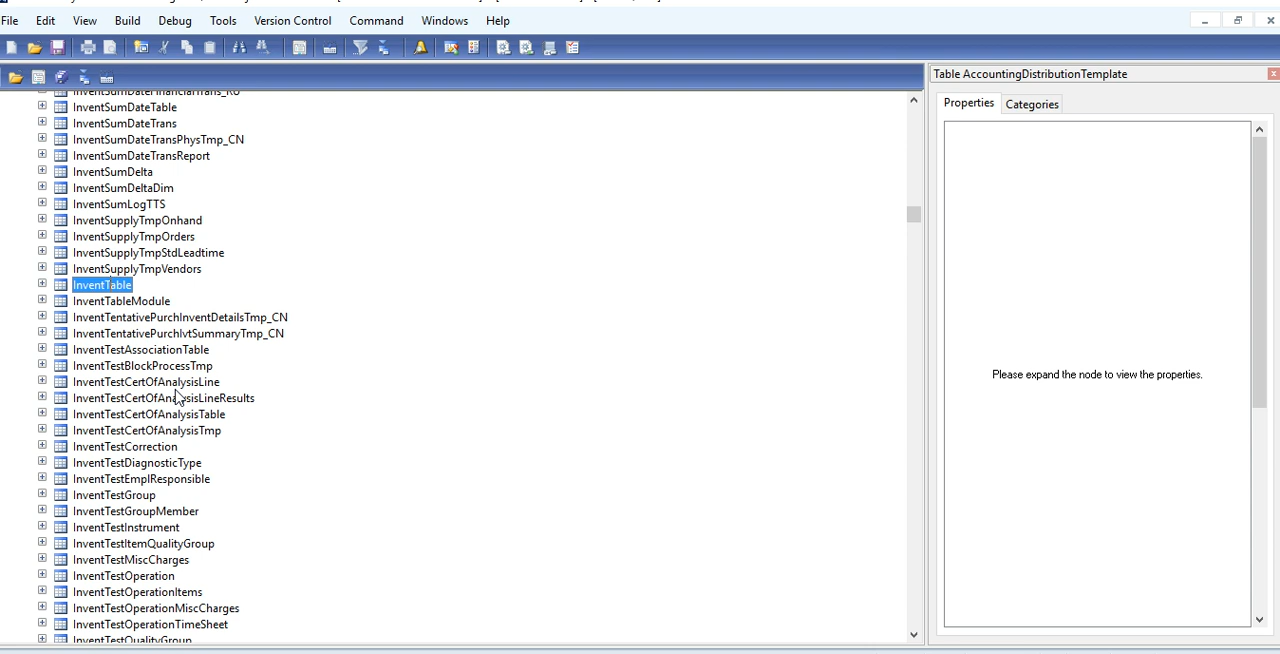 File Edit View Build Debug Tools Version Control Command Windows Help
Table AccountingDistributionTemplate
Properties Categories
InventSumDateFinancialTrans_RU
InventSumDateTable
InventSumDateTrans
InventSumDateTransPhysTmp_CN
InventSumDateTransReport
InventSumDelta
InventSumDeltaDim
InventSumLogTTS
InventSupplyTmpOnhand
InventSupplyTmpOrders
InventSupplyTmpStdLeadtime
InventSupplyTmpVendors
InventTable
InventTableModule
InventTentativePurchInventDetailsTmp_CN
InventTentativePurchIvtSummaryTmp_CN
InventTestAssociationTable
InventTestBlockProcessTmp
InventTestCertOfAnalysisLine
InventTestCertOfAnalysisLineResults
InventTestCertOfAnalysisTable
InventTestCertOfAnalysisTmp
InventTestCorrection
InventTestDiagnosticType
InventTestEmplResponsible
InventTestGroup
InventTestGroupMember
InventTestInstrument
InventTestItemQualityGroup
InventTestMiscCharges
InventTestOperation
InventTestOperationItems
InventTestOperationMiscCharges
InventTestOperationTimeSheet
InventTestQualityGroup
Please expand the node to view the properties.